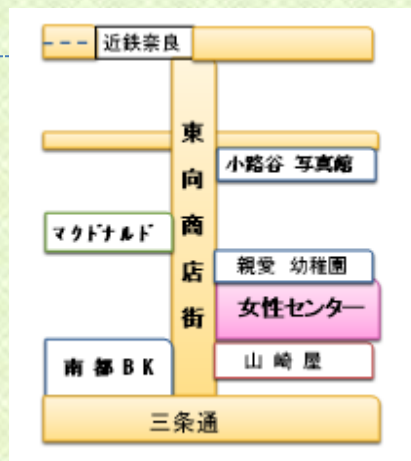 近鉄奈良
東向商店街
小路谷 写真館
マクドナルド
親愛 幼稚園
女性センター
山崎屋
南都BK
三条通